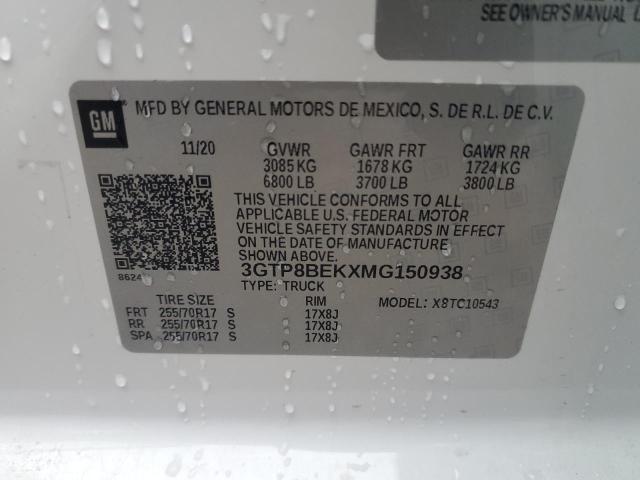 SEE OWNER'S MANUAL
GM
MFD BY GENERAL MOTORS DE MEXICO, S. DE R.L. DE C.V.
11/20 GVWR GAWR FRT GAWR RR
3085 KG 1678 KG 1724 KG
6800 LB 3700 LB 3800 LB
THIS VEHICLE CONFORMS TO ALL
APPLICABLE U.S. FEDERAL MOTOR
VEHICLE SAFETY STANDARDS IN EFFECT
ON THE DATE OF MANUFACTURE
SHOWN ABOVE.
3GTP8BEKXMG150938
8624
TYPE: TRUCK
TIRE SIZE RIM MODEL: X8TC10543
FRT 255/70R17 S 17X8J
RR 255/70R17 S 17X8J
SPA 255/70R17 S 17X8J